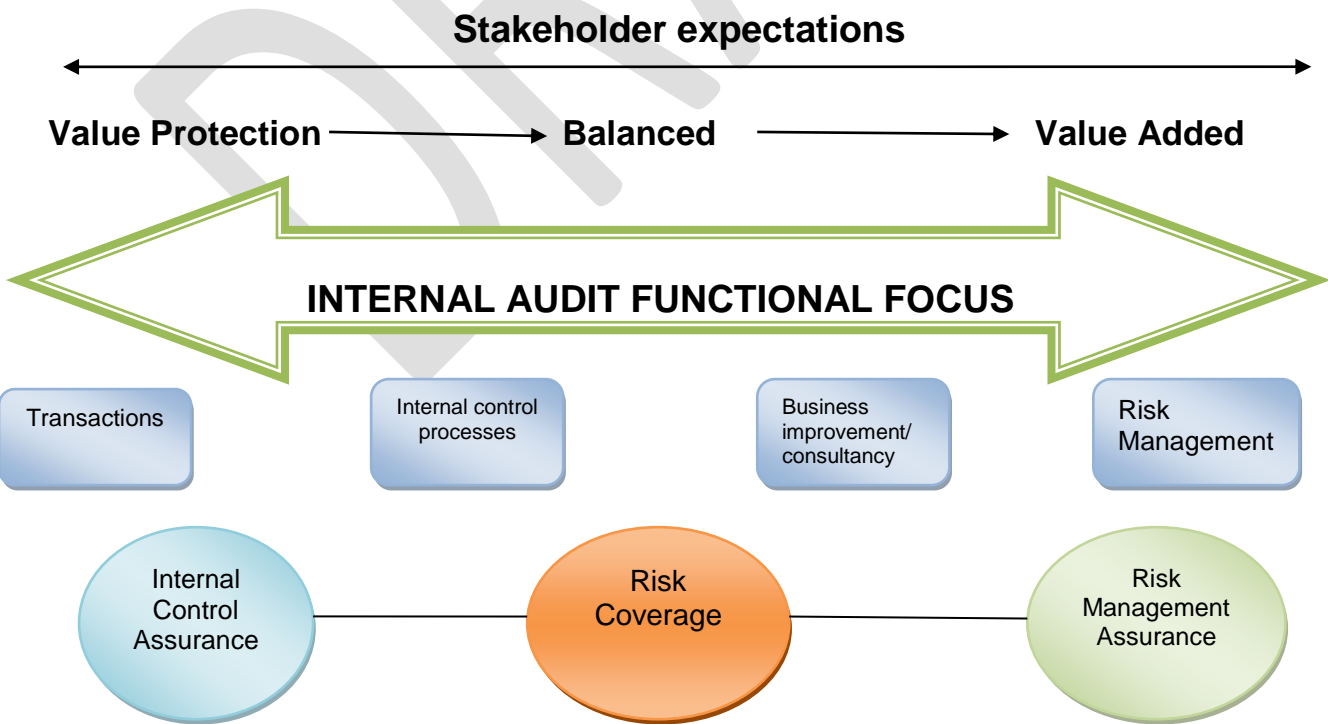 Stakeholder expectations
Value Protection
Balanced
Value Added
INTERNAL AUDIT FUNCTIONAL FOCUS
Transactions
Internal control
processes
Business
improvement/
consultancy
Risk
Management
Internal
Control
Assurance
Risk
Coverage
Risk
Management
Assurance